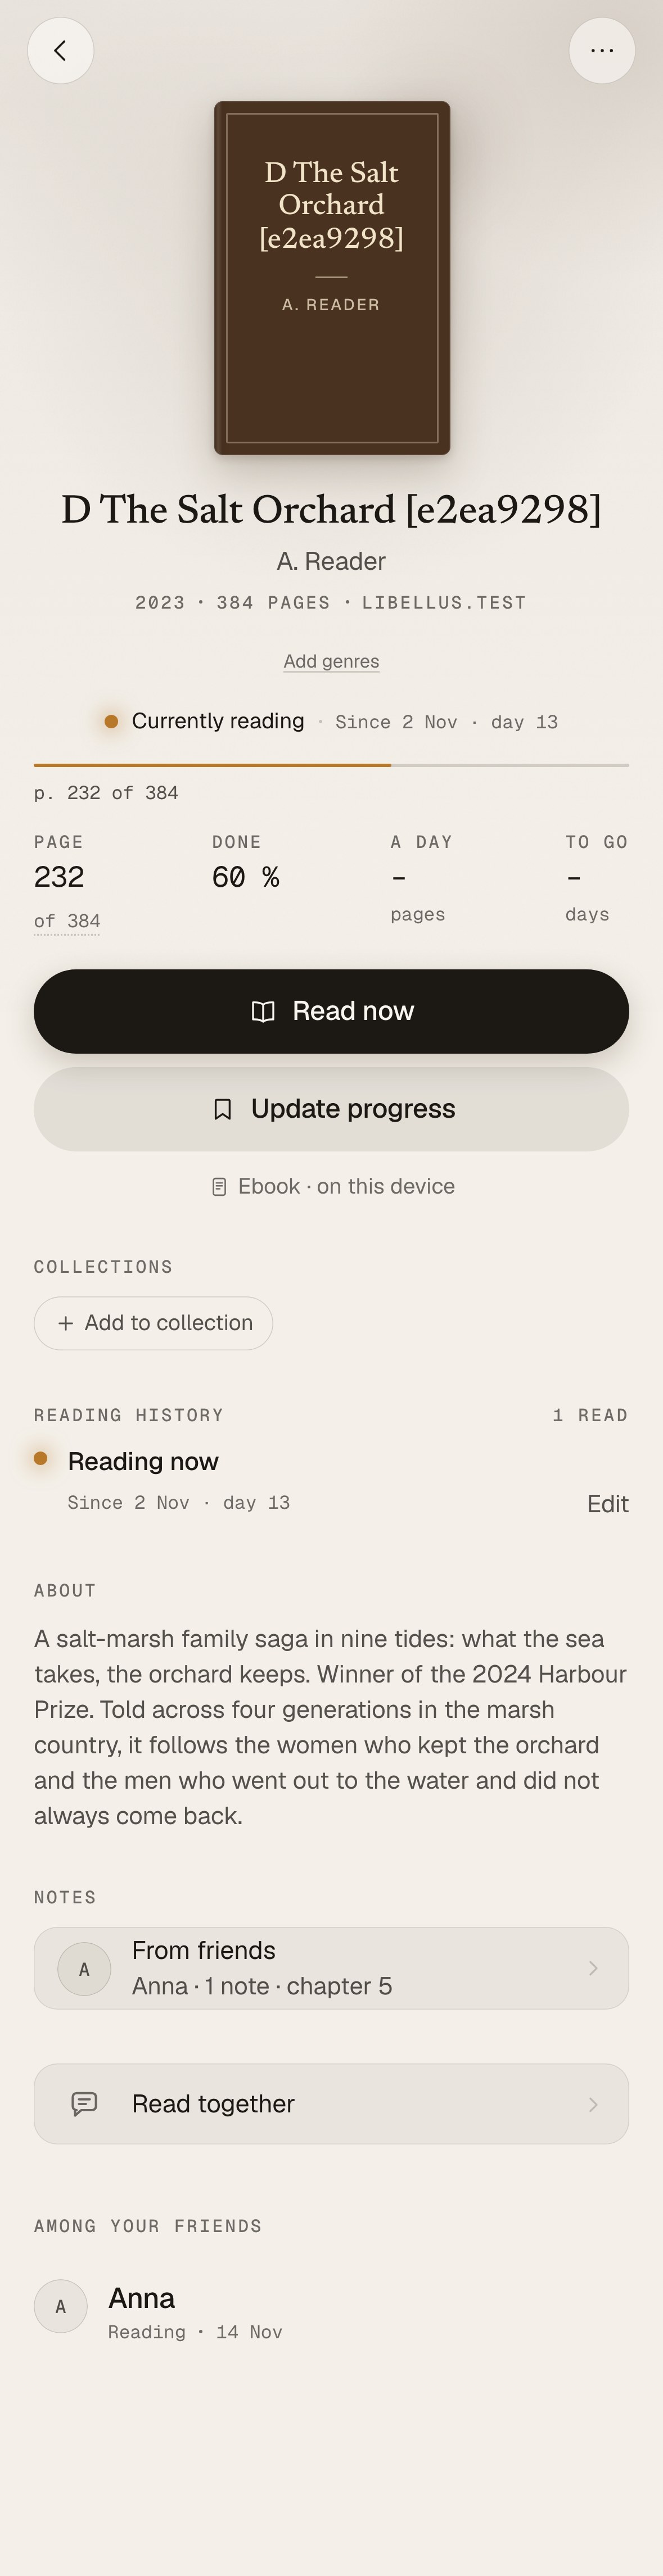 D The Salt
Orchard
[e2ea9298]
A. READER
D The Salt Orchard [e2ea9298]
A. Reader
2023 · 384 PAGES · LIBELLUS.TEST
Add genres
Currently reading · Since 2 Nov · day 13
p. 232 of 384
PAGE DONE A DAY TO GO
232 60 % – –
of 384 pages days
Read now
Update progress
Ebook · on this device
COLLECTIONS
+ Add to collection
READING HISTORY 1 READ
Reading now
Since 2 Nov · day 13 Edit
ABOUT
A salt-marsh family saga in nine tides: what the sea
takes, the orchard keeps. Winner of the 2024 Harbour
Prize. Told across four generations in the marsh
country, it follows the women who kept the orchard
and the men who went out to the water and did not
always come back.
NOTES
A
From friends
Anna · 1 note · chapter 5
Read together
AMONG YOUR FRIENDS
A
Anna
Reading · 14 Nov